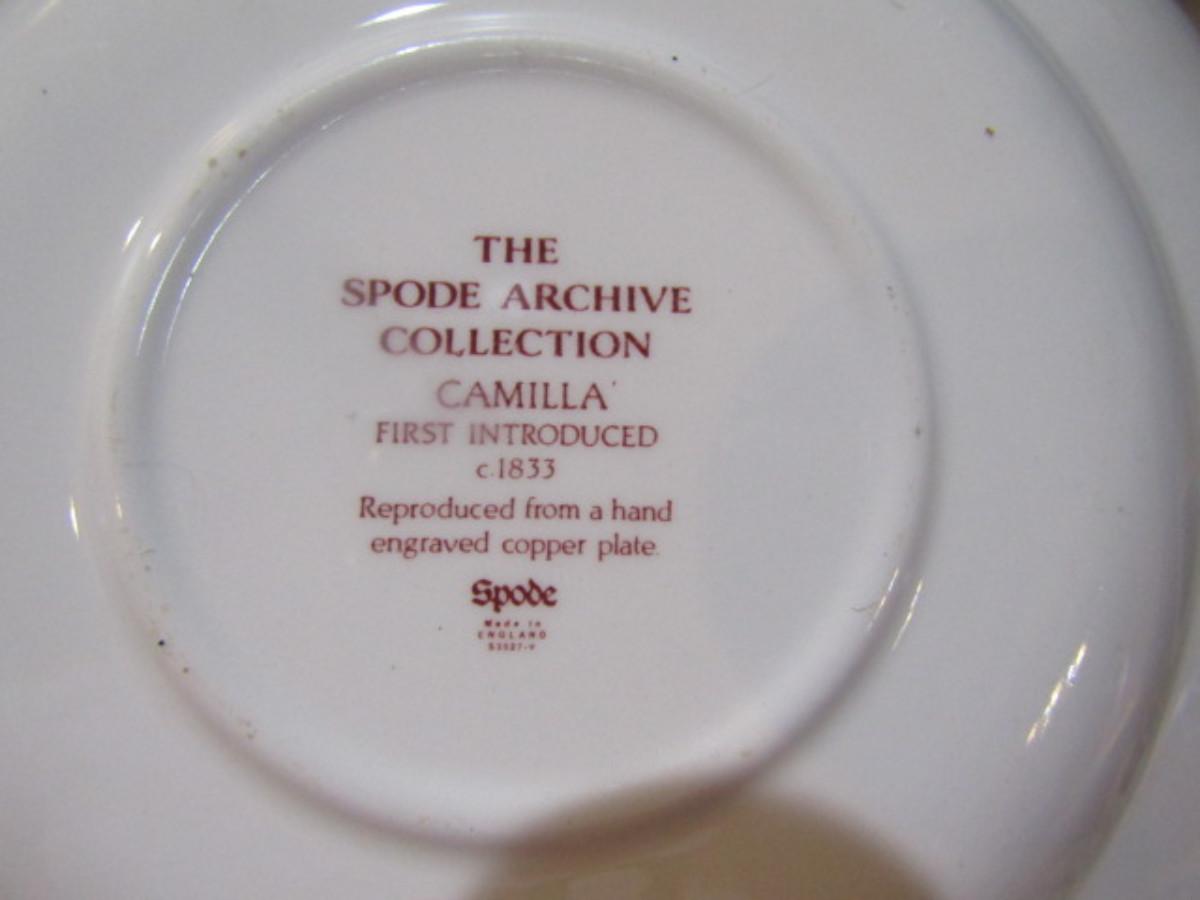 THE
SPODE ARCHIVE
COLLECTION
CAMILLA'
FIRST INTRODUCED
c.1833
Reproduced from a hand
engraved copper plate.
Spode
Made in
ENGLAND